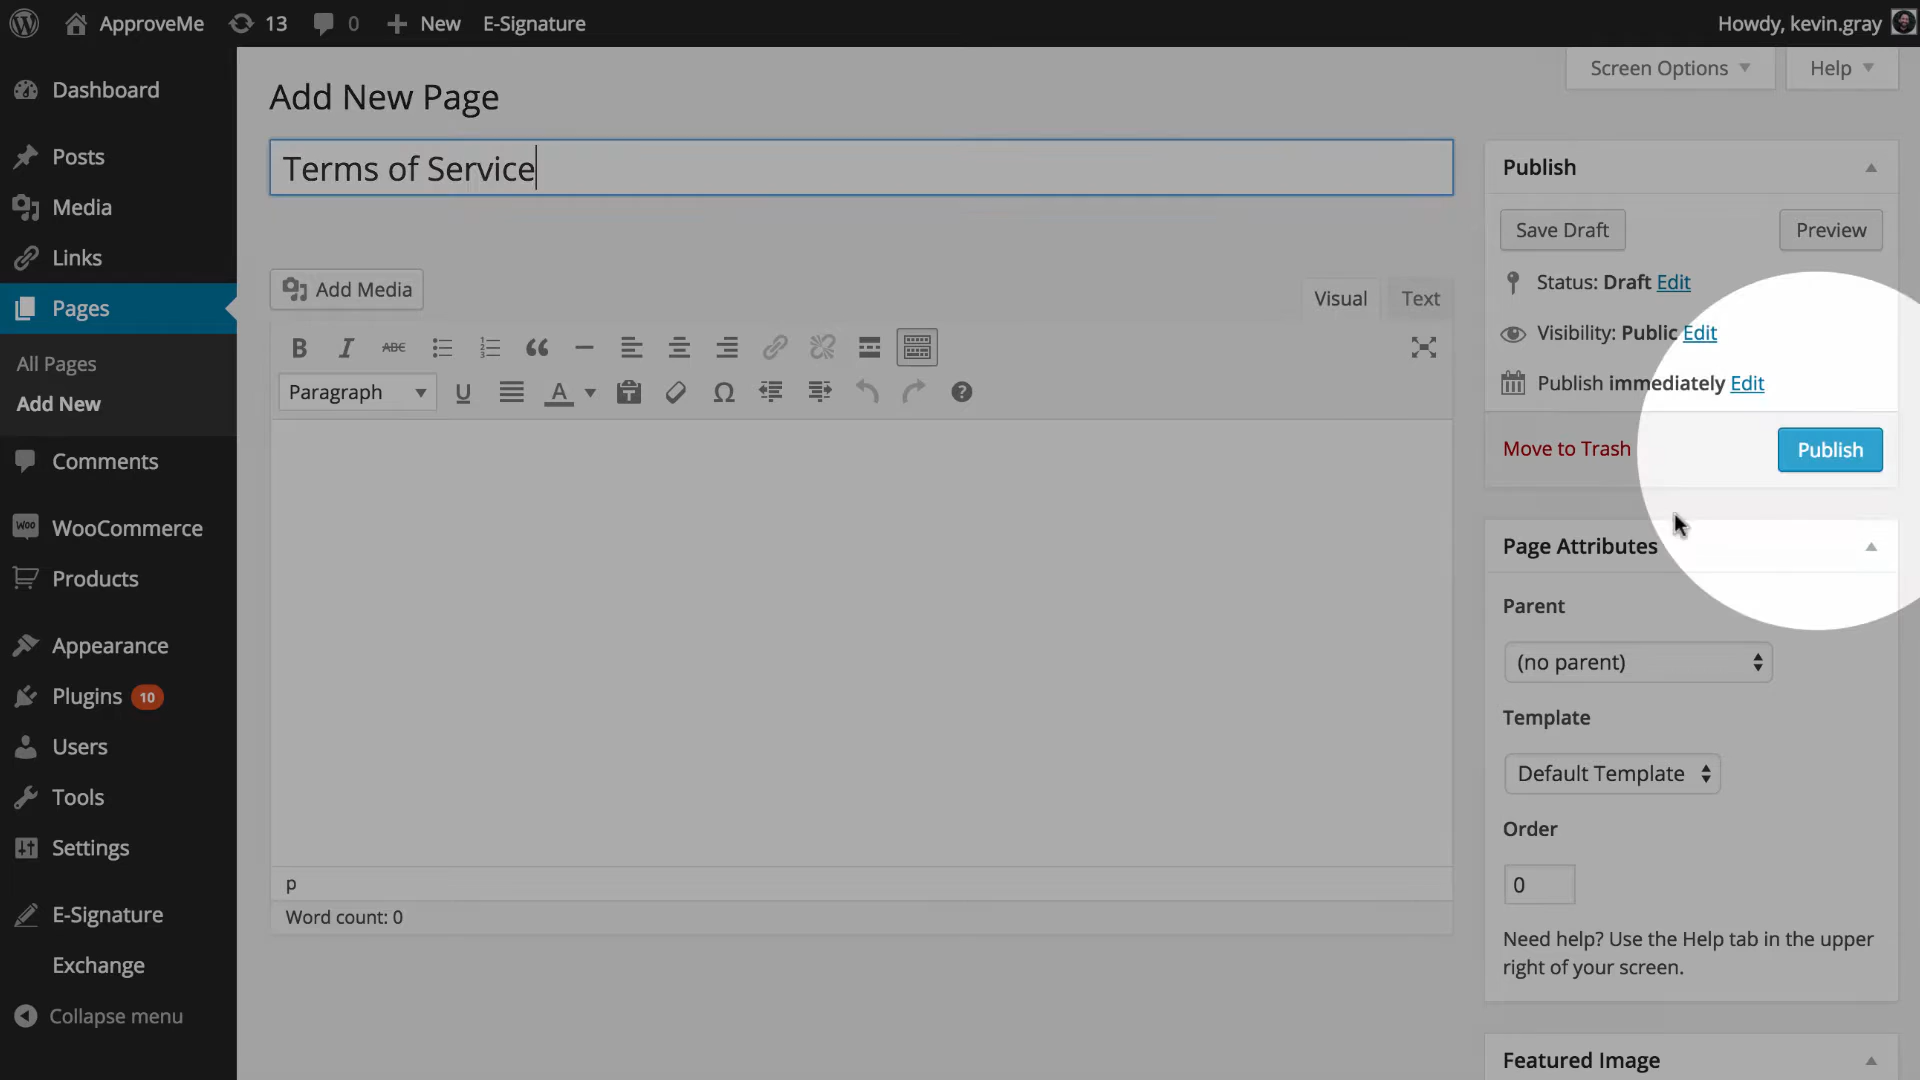 ApproveMe 13 0 New E-Signature Howdy, kevin.gray
Dashboard
Posts
Media
Links
Pages
All Pages
Add New
Comments
Woo WooCommerce
Products
Appearance
Plugins 10
Users
Tools
Settings
E-Signature
Exchange
Collapse menu
Screen Options Help
Add New Page
Terms of Service
Add Media
Visual Text
B I ABC
Paragraph U A Ω ?
p
Word count: 0
Publish
Save Draft Preview
Status: Draft Edit
Visibility: Public Edit
Publish immediately Edit
Move to Trash Publish
Page Attributes
Parent
(no parent)
Template
Default Template
Order
0
Need help? Use the Help tab in the upper
right of your screen.
Featured Image